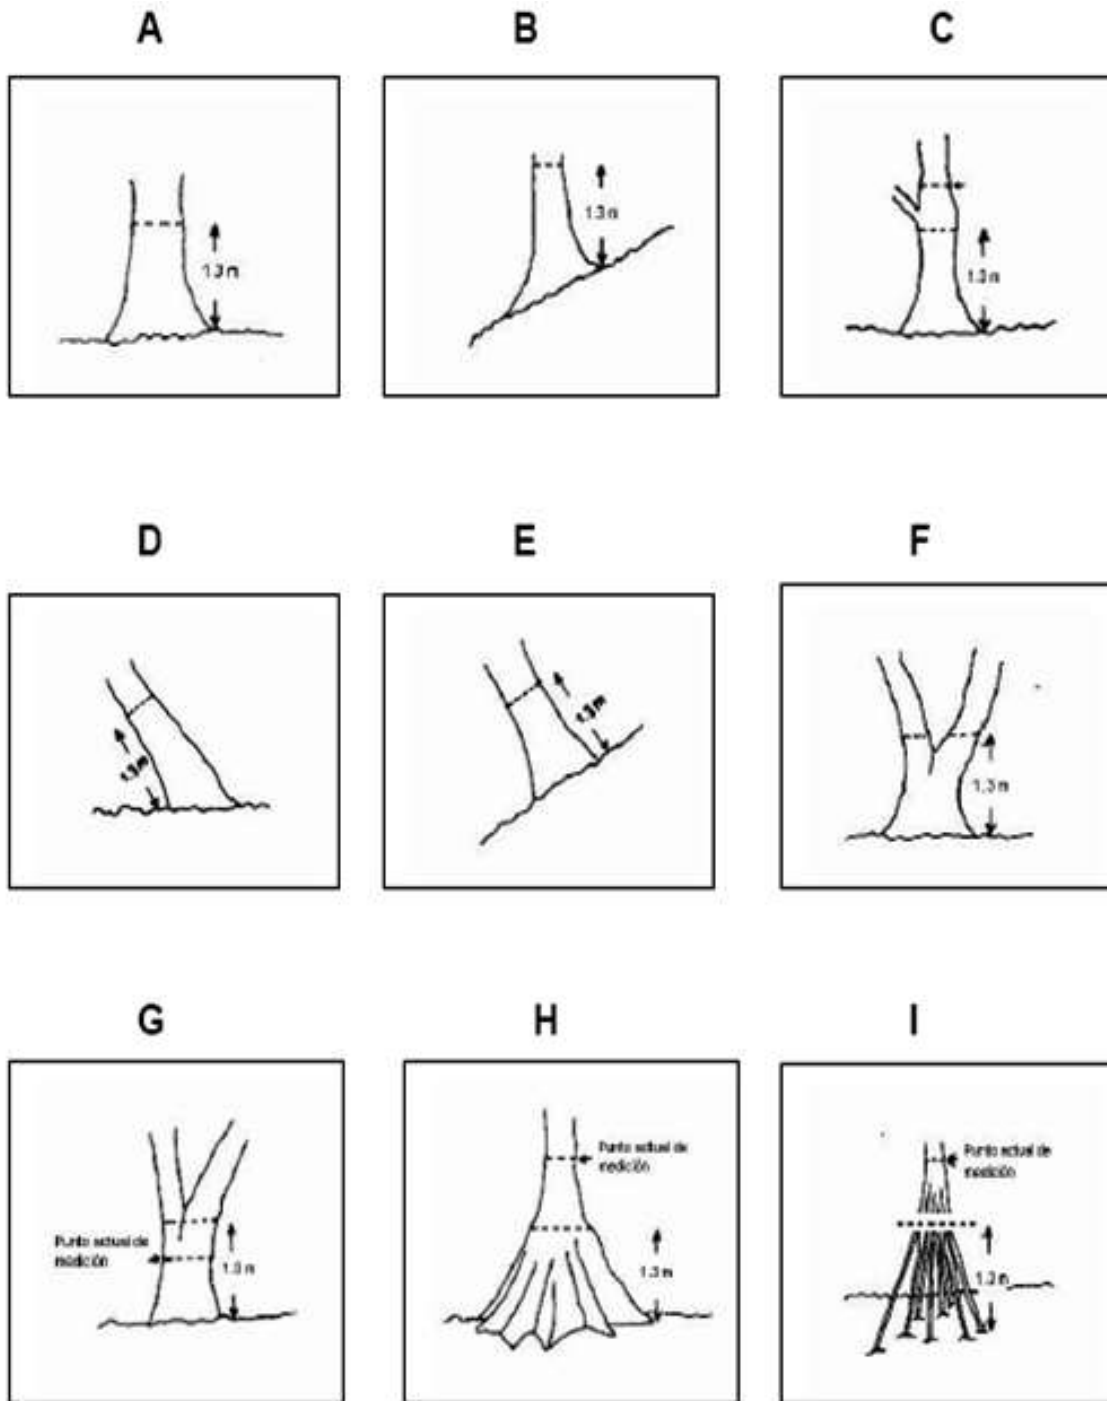 A
B
C
1.3 m
1.3 m
1.3 m
D
E
F
1.3 m
1.3 m
1.3 m
G
H
I
Punto actual de
medición
1.3 m
Punto actual de
medición
1.3 m
Punto actual de
medición
1.3 m